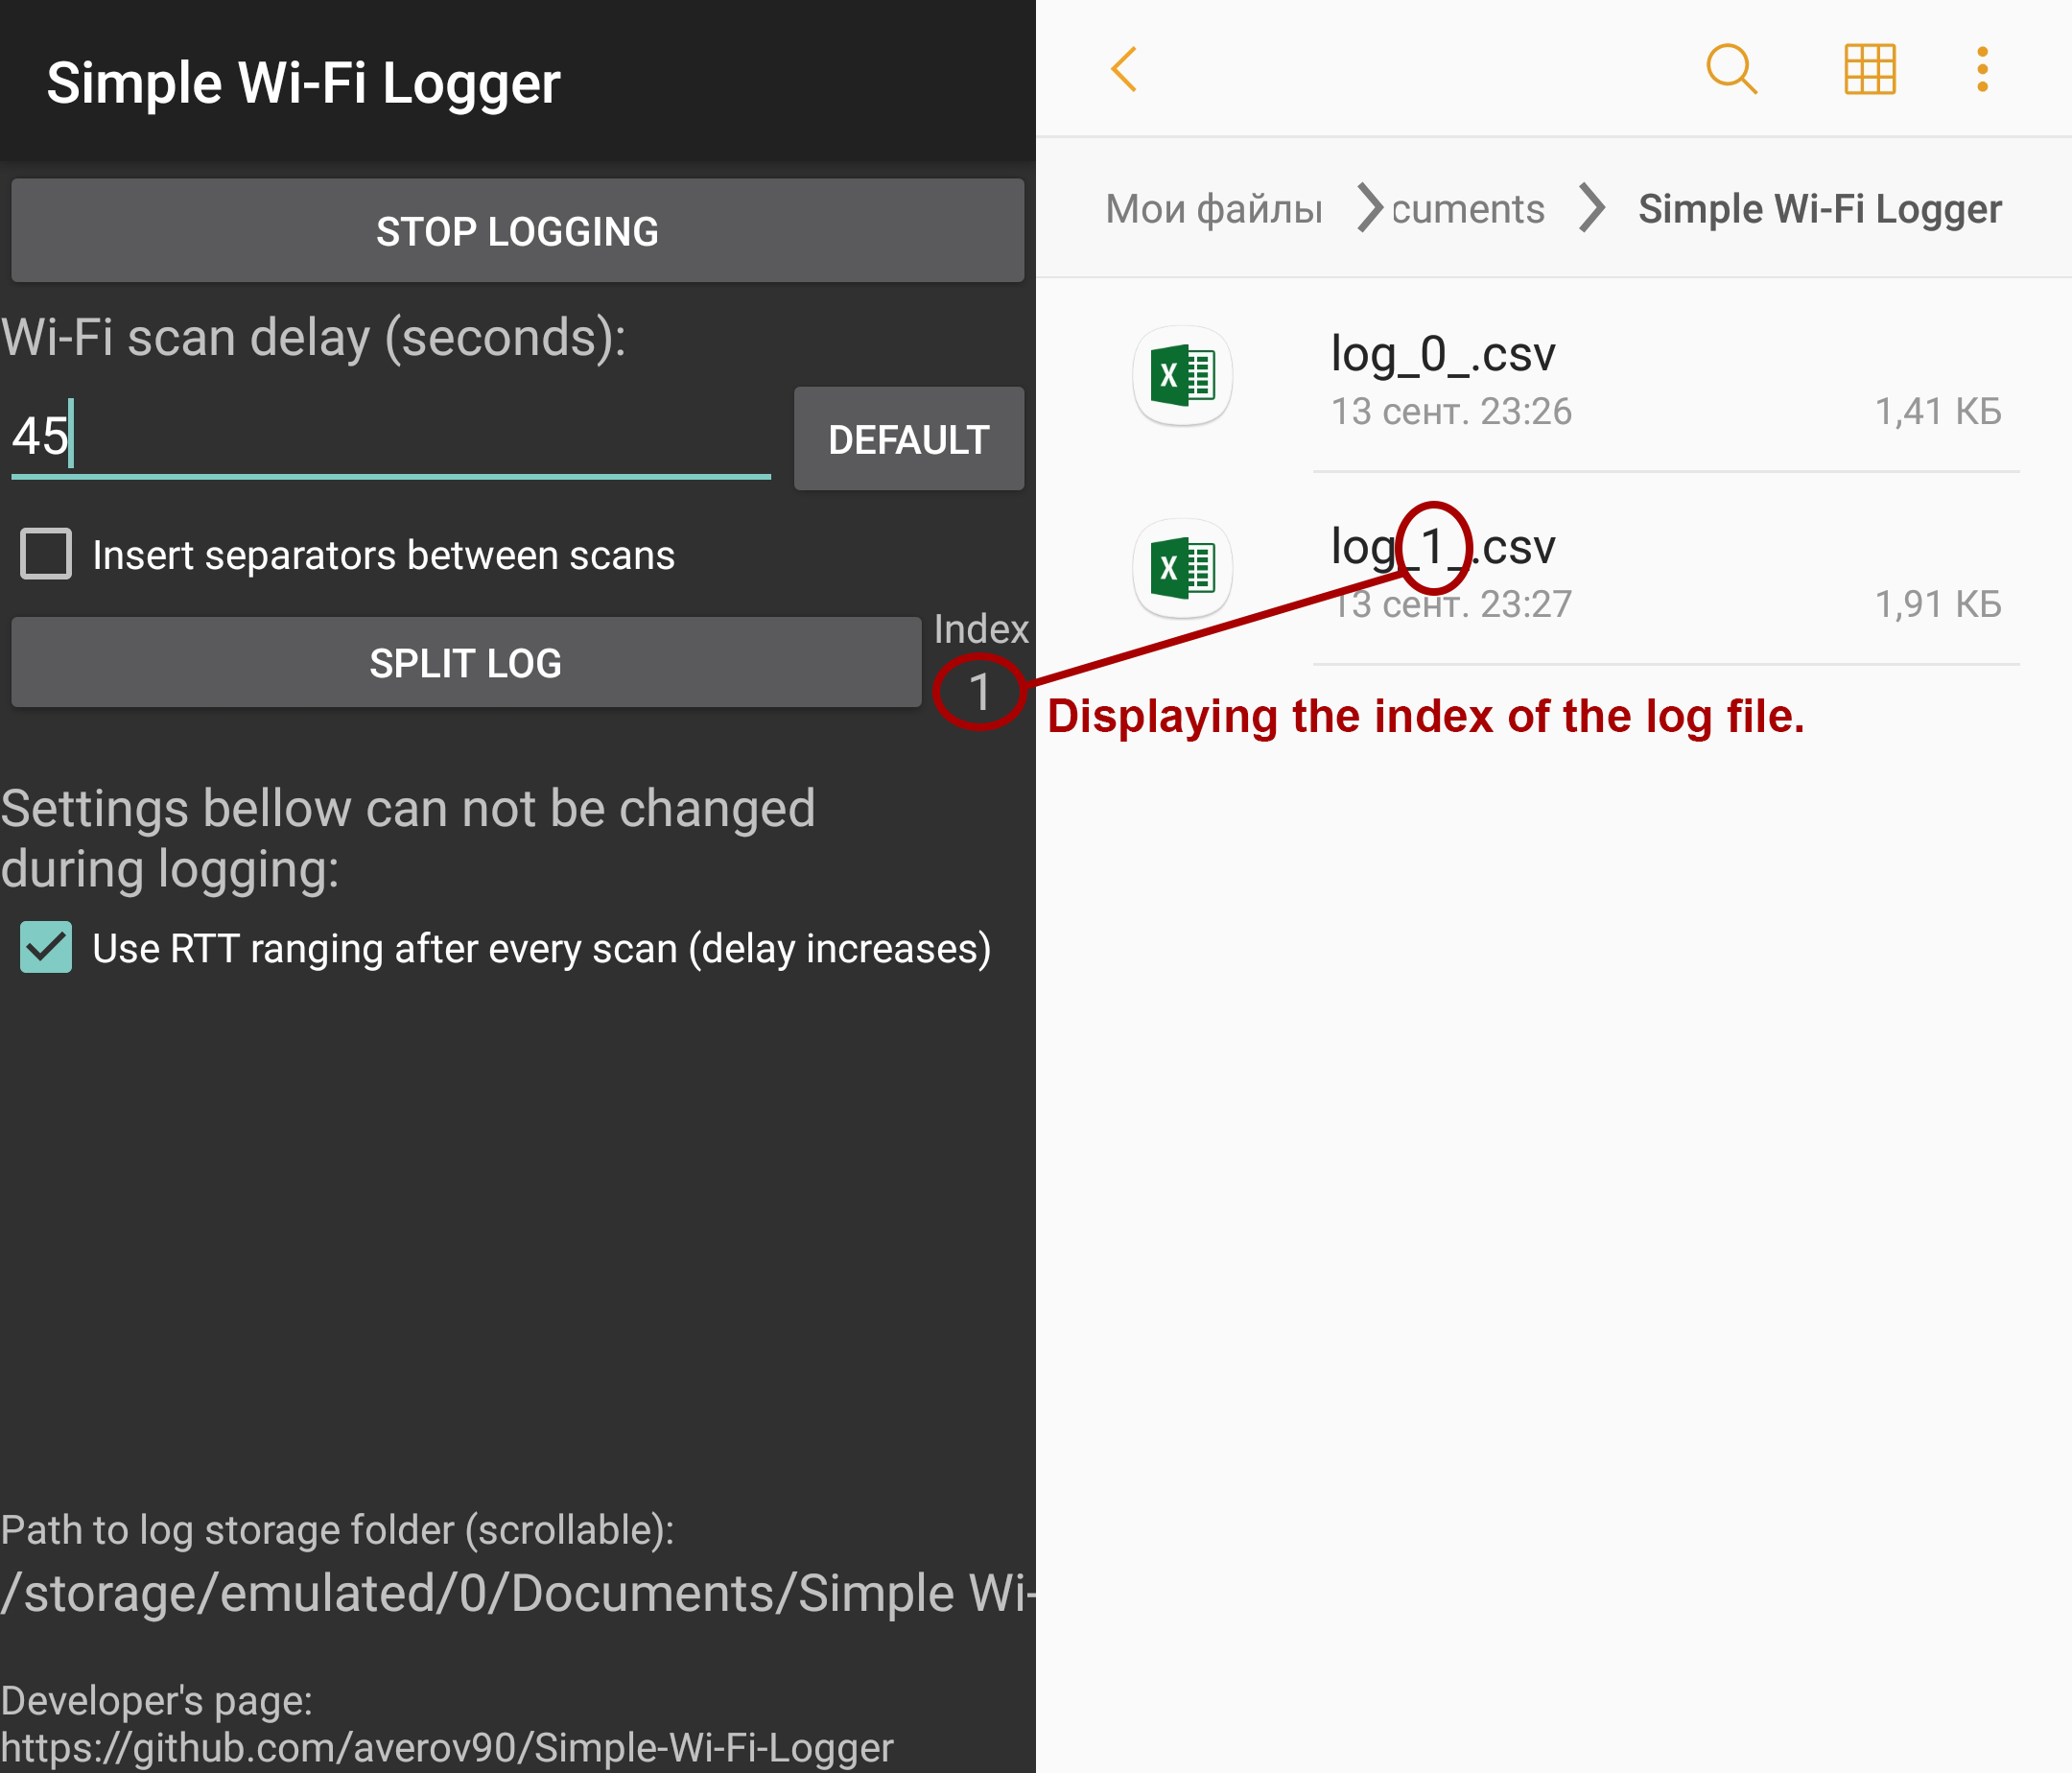 Simple Wi-Fi Logger
STOP LOGGING
Wi-Fi scan delay (seconds):
45
DEFAULT
Insert separators between scans
SPLIT LOG
Index
1
Settings bellow can not be changed
during logging:
Use RTT ranging after every scan (delay increases)
Path to log storage folder (scrollable):
/storage/emulated/0/Documents/Simple Wi-
Developer's page:
https://github.com/averov90/Simple-Wi-Fi-Logger
Мои файлы
cuments
Simple Wi-Fi Logger
log_0_.csv
13 сент. 23:26
1,41 КБ
log_1_.csv
13 сент. 23:27
1,91 КБ
Displaying the index of the log file.